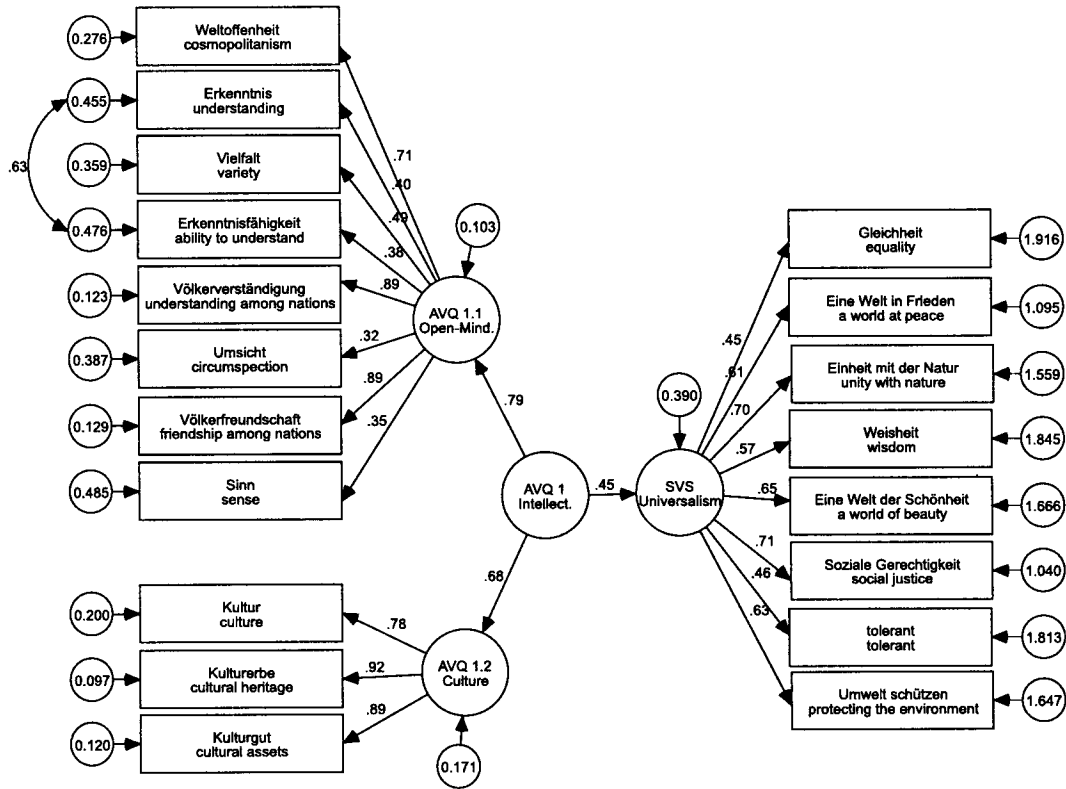 0.276
Weltoffenheit
cosmopolitanism
0.455
Erkenntnis
understanding
.63
0.359
Vielfalt
variety
0.476
Erkenntnisfähigkeit
ability to understand
0.123
Völkerverständigung
understanding among nations
0.387
Umsicht
circumspection
0.129
Völkerfreundschaft
friendship among nations
0.485
Sinn
sense
.71
.40
.49
.38
.89
.32
.89
.35
0.103
AVQ 1.1
Open-Mind.
.79
AVQ 1
Intellect.
.45
.68
0.200
Kultur
culture
0.097
Kulturerbe
cultural heritage
0.120
Kulturgut
cultural assets
.78
.92
.89
AVQ 1.2
Culture
0.171
0.390
SVS
Universalism
.45
.61
.70
.57
.65
.71
.46
.63
Gleichheit
equality
1.916
Eine Welt in Frieden
a world at peace
1.095
Einheit mit der Natur
unity with nature
1.559
Weisheit
wisdom
1.845
Eine Welt der Schönheit
a world of beauty
1.666
Soziale Gerechtigkeit
social justice
1.040
tolerant
tolerant
1.813
Umwelt schützen
protecting the environment
1.647